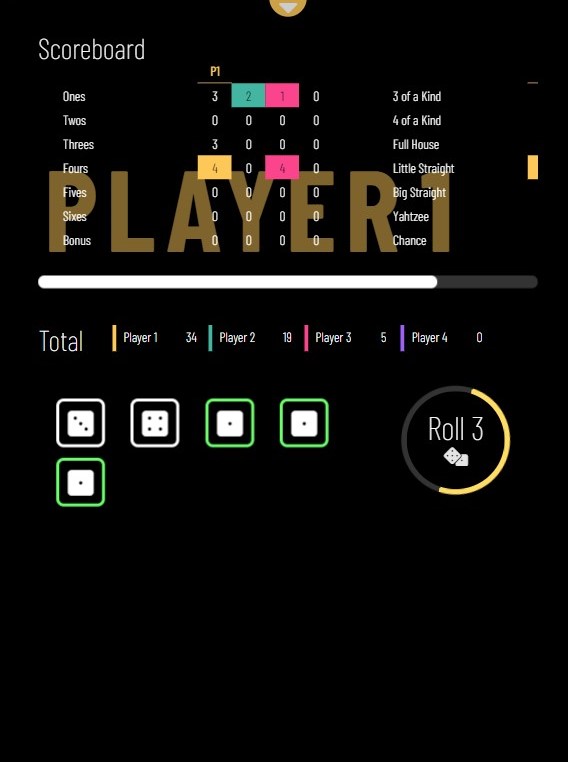 Scoreboard
P1
Ones 3 2 1 0 3 of a Kind
Twos 0 0 0 0 4 of a Kind
Threes 3 0 0 0 Full House
Fours 4 0 4 0 Little Straight
PLAYER 1
Fives 0 0 0 0 Big Straight
Sixes 0 0 0 0 Yahtzee
Bonus 0 0 0 0 Chance
Total Player 1 34 Player 2 19 Player 3 5 Player 4 0
Roll 3